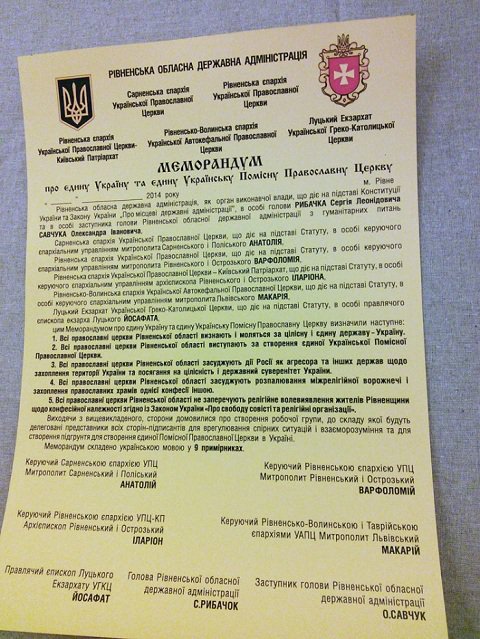 РІВНЕНСЬКА ОБЛАСНА ДЕРЖАВНА АДМІНІСТРАЦІЯ
Сарненська єпархія
Української Православної
Церкви
Рівненська єпархія
Української Православної
Церкви
Рівненська єпархія
Української Православної Церкви-
Київський Патріархат
Рівненсько-Волинська єпархія
Української Автокефальної Православної
Церкви
Луцький Екзархат
Української Греко-Католицької
Церкви
МЕМОРАНДУМ
про єдину Україну та єдину Українську Помісну Православну Церкву
"_____" _________ 2014 року
м. Рівне
Рівненська обласна державна адміністрація, як орган виконавчої влади, що діє на підставі Конституції
України та Закону України „Про місцеві державні адміністрації", в особі голови РИБАЧКА Сергія Леонідовича
та в особі заступника голови Рівненської обласної державної адміністрації з гуманітарних питань
САВЧУКА Олександра Івановича,
Сарненська єпархія Української Православної Церкви, що діє на підставі Статуту, в особі керуючого
єпархіальним управлінням митрополита Сарненського і Поліського АНАТОЛІЯ,
Рівненська єпархія Української Православної Церкви, що діє на підставі Статуту, в особі керуючого
єпархіальним управлінням митрополита Рівненського і Острозького ВАРФОЛОМІЯ,
Рівненська єпархія Української Православної Церкви – Київський Патріархат, що діє на підставі Статуту, в особі
керуючого єпархіальним управлінням архієпископа Рівненського і Острозького ІЛАРІОНА,
Рівненсько-Волинська єпархія Української Автокефальної Православної Церкви, що діє на підставі Статуту,
в особі керуючого єпархіальним управлінням митрополита Львівського МАКАРІЯ,
Луцький Екзархат Української Греко-Католицької Церкви, що діє на підставі Статуту, в особі правлячого
єпископа екзарха Луцького ЙОСАФАТА,
цим Меморандумом про єдину Україну та єдину Українську Помісну Православну Церкву визначили наступне:
1. Всі православні церкви Рівненської області визнають і моляться за цілісну і єдину державу - Україну.
2. Всі православні церкви Рівненської області виступають за створення єдиної Української Помісної
Православної Церкви.
3. Всі православні церкви Рівненської області засуджують дії Росії як агресора та інших держав щодо
захоплення території України та посягання на цілісність і державний суверенітет України.
4. Всі православні церкви Рівненської області засуджують розпалювання міжрелігійної ворожнечі і
захоплення православних храмів однієї конфесії іншою.
5. Всі православні церкви Рівненської області не заперечують релігійне волевиявлення жителів Рівненщини
щодо конфесійної належності згідно із Законом України «Про свободу совісті та релігійні організації».
Виходячи з вищевикладеного, сторони домовилися про створення робочої групи, до складу якої будуть
делеговані представники всіх сторін-підписантів для врегулювання спірних ситуацій і взаєморозуміння та для
створення підґрунтя для створення єдиної Помісної Православної Церкви в Україні.
Меморандум складено українською мовою у 9 примірниках.
Керуючий Сарненською єпархією УПЦ
Митрополит Сарненський і Поліський
АНАТОЛІЙ
Керуючий Рівненською єпархією УПЦ
Митрополит Рівненський і Острозький
ВАРФОЛОМІЙ
Керуючий Рівненською єпархією УПЦ-КП
Архієпископ Рівненський і Острозький
ІЛАРІОН
Керуючий Рівненсько-Волинською і Таврійською
єпархіями УАПЦ Митрополит Львівський
МАКАРІЙ
Правлячий єпископ Луцького
Екзархату УГКЦ
ЙОСАФАТ
Голова Рівненської обласної
державної адміністрації
С.РИБАЧОК
Заступник голови Рівненської обласної
державної адміністрації
О.САВЧУК